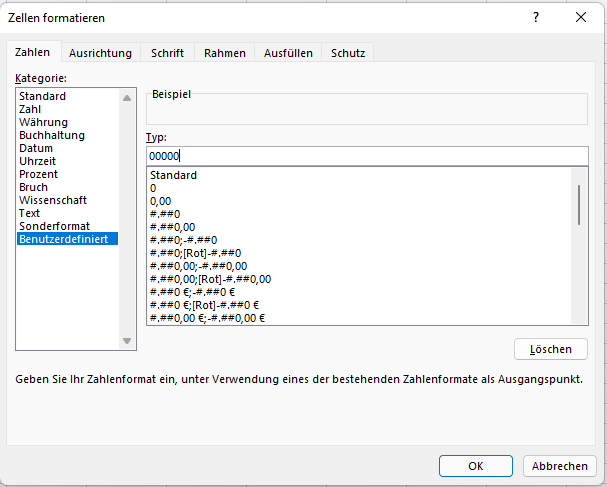 Zellen formatieren
Zahlen Ausrichtung Schrift Rahmen Ausfüllen Schutz
Kategorie:
Standard
Zahl
Währung
Buchhaltung
Datum
Uhrzeit
Prozent
Bruch
Wissenschaft
Text
Sonderformat
Benutzerdefiniert
Beispiel
Typ:
00000
Standard
0
0,00
#.##0
#.##0,00
#.##0;-#.##0
#.##0;[Rot]-#.##0
#.##0,00;-#.##0,00
#.##0,00;[Rot]-#.##0,00
#.##0 €;-#.##0 €
#.##0 €;[Rot]-#.##0 €
#.##0,00 €;-#.##0,00 €
Löschen
Geben Sie Ihr Zahlenformat ein, unter Verwendung eines der bestehenden Zahlenformate als Ausgangspunkt.
OK Abbrechen